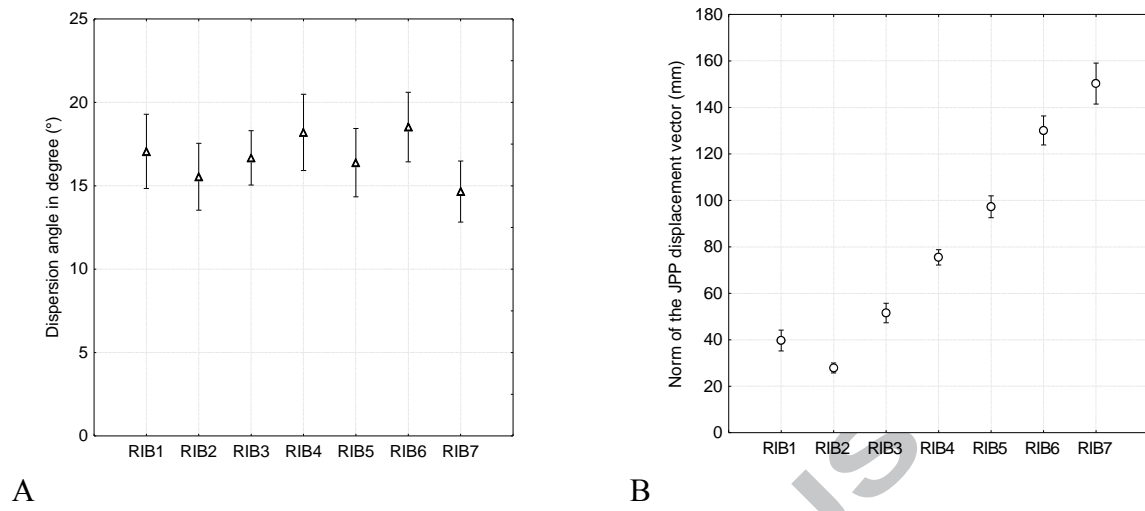 25
20
15
10
5
0
Dispersion angle in degree (°)
RIB1 RIB2 RIB3 RIB4 RIB5 RIB6 RIB7
A
180
160
140
120
100
80
60
40
20
0
Norm of the JPP displacement vector (mm)
RIB1 RIB2 RIB3 RIB4 RIB5 RIB6 RIB7
B